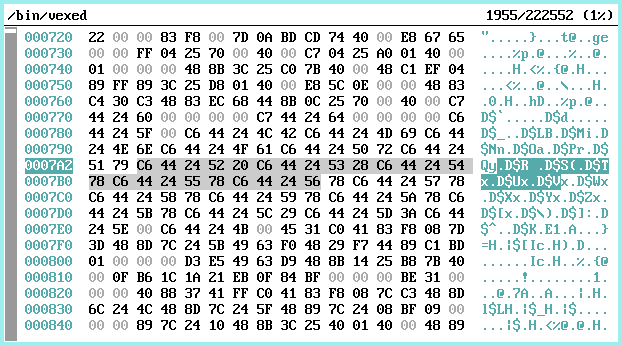 /bin/vexed 1955/222552 (1%)
000720 22 00 00 83 F8 00 7D 0A BD CD 74 40 00 E8 67 65 ".....}...t@..ge
000730 00 00 FF 04 25 70 00 40 00 C7 04 25 A0 01 40 00 ....%p.@...%..@.
000740 01 00 00 00 48 8B 3C 25 C0 7B 40 00 48 C1 EF 04 ....H.<%.{@.H...
000750 89 FF 89 3C 25 D8 01 40 00 E8 5C 0E 00 00 48 83 ...<%..@..\...H.
000760 C4 30 C3 48 83 EC 68 44 8B 0C 25 70 00 40 00 C7 .0.H..hD..%p.@..
000770 44 24 60 00 00 00 00 C7 44 24 64 00 00 00 00 C6 D$`.....D$d.....
000780 44 24 5F 00 C6 44 24 4C 42 C6 44 24 4D 69 C6 44 D$_..D$LB.D$Mi.D
000790 24 4E 6E C6 44 24 4F 61 C6 44 24 50 72 C6 44 24 $Nn.D$Oa.D$Pr.D$
0007A2 51 79 C6 44 24 52 20 C6 44 24 53 28 C6 44 24 54 Qy.D$R .D$S(.D$T
0007B0 78 C6 44 24 55 78 C6 44 24 56 78 C6 44 24 57 78 x.D$Ux.D$Vx.D$Wx
0007C0 C6 44 24 58 78 C6 44 24 59 78 C6 44 24 5A 78 C6 .D$Xx.D$Yx.D$Zx.
0007D0 44 24 5B 78 C6 44 24 5C 29 C6 44 24 5D 3A C6 44 D$[x.D$\).D$]:.D
0007E0 24 5E 00 C6 44 24 4B 00 45 31 C0 41 83 F8 08 7D $^..D$K.E1.A...}
0007F0 3D 48 8D 7C 24 5B 49 63 F0 48 29 F7 44 89 C1 BD =H.|$[Ic.H).D...
000800 01 00 00 00 D3 E5 49 63 D9 48 8B 14 25 B8 7B 40 ......Ic.H..%.{@
000810 00 0F B6 1C 1A 21 EB 0F 84 BF 00 00 00 BE 31 00 .....!........1.
000820 00 00 40 88 37 41 FF C0 41 83 F8 08 7C C3 48 8D ..@.7A..A...|.H.
000830 6C 24 4C 48 8D 7C 24 5F 48 89 7C 24 08 BF 09 00 l$LH.|$_H.|$....
000840 00 00 89 7C 24 10 48 8B 3C 25 40 01 40 00 48 89 ...|$.H.<%@.@.H.